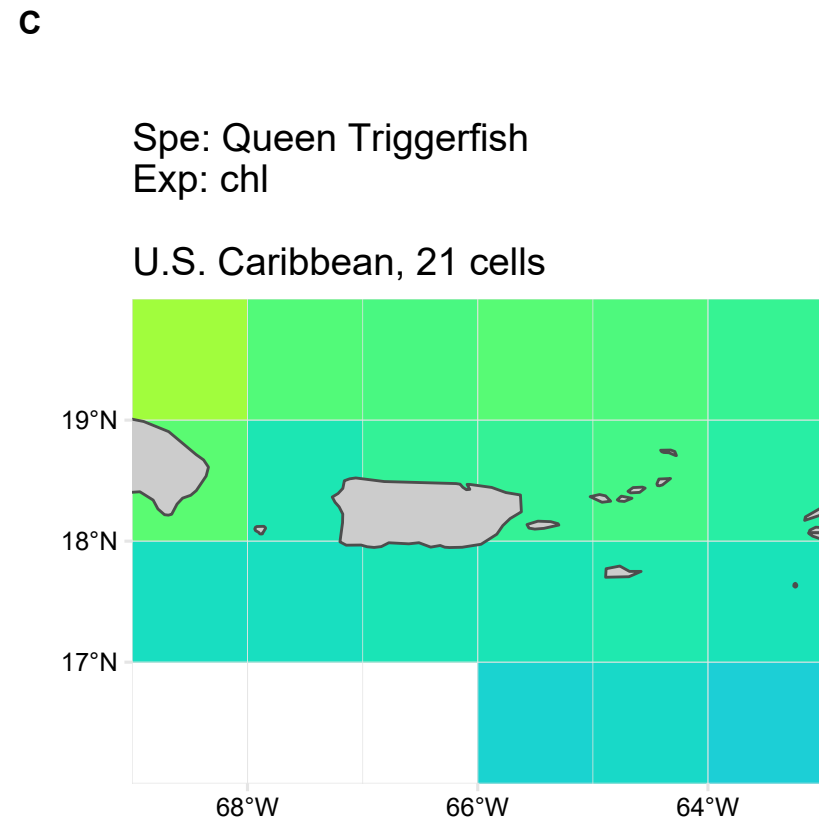 C
Spe: Queen Triggerfish
Exp: chl
U.S. Caribbean, 21 cells
19°N
18°N
17°N
68°W 66°W 64°W